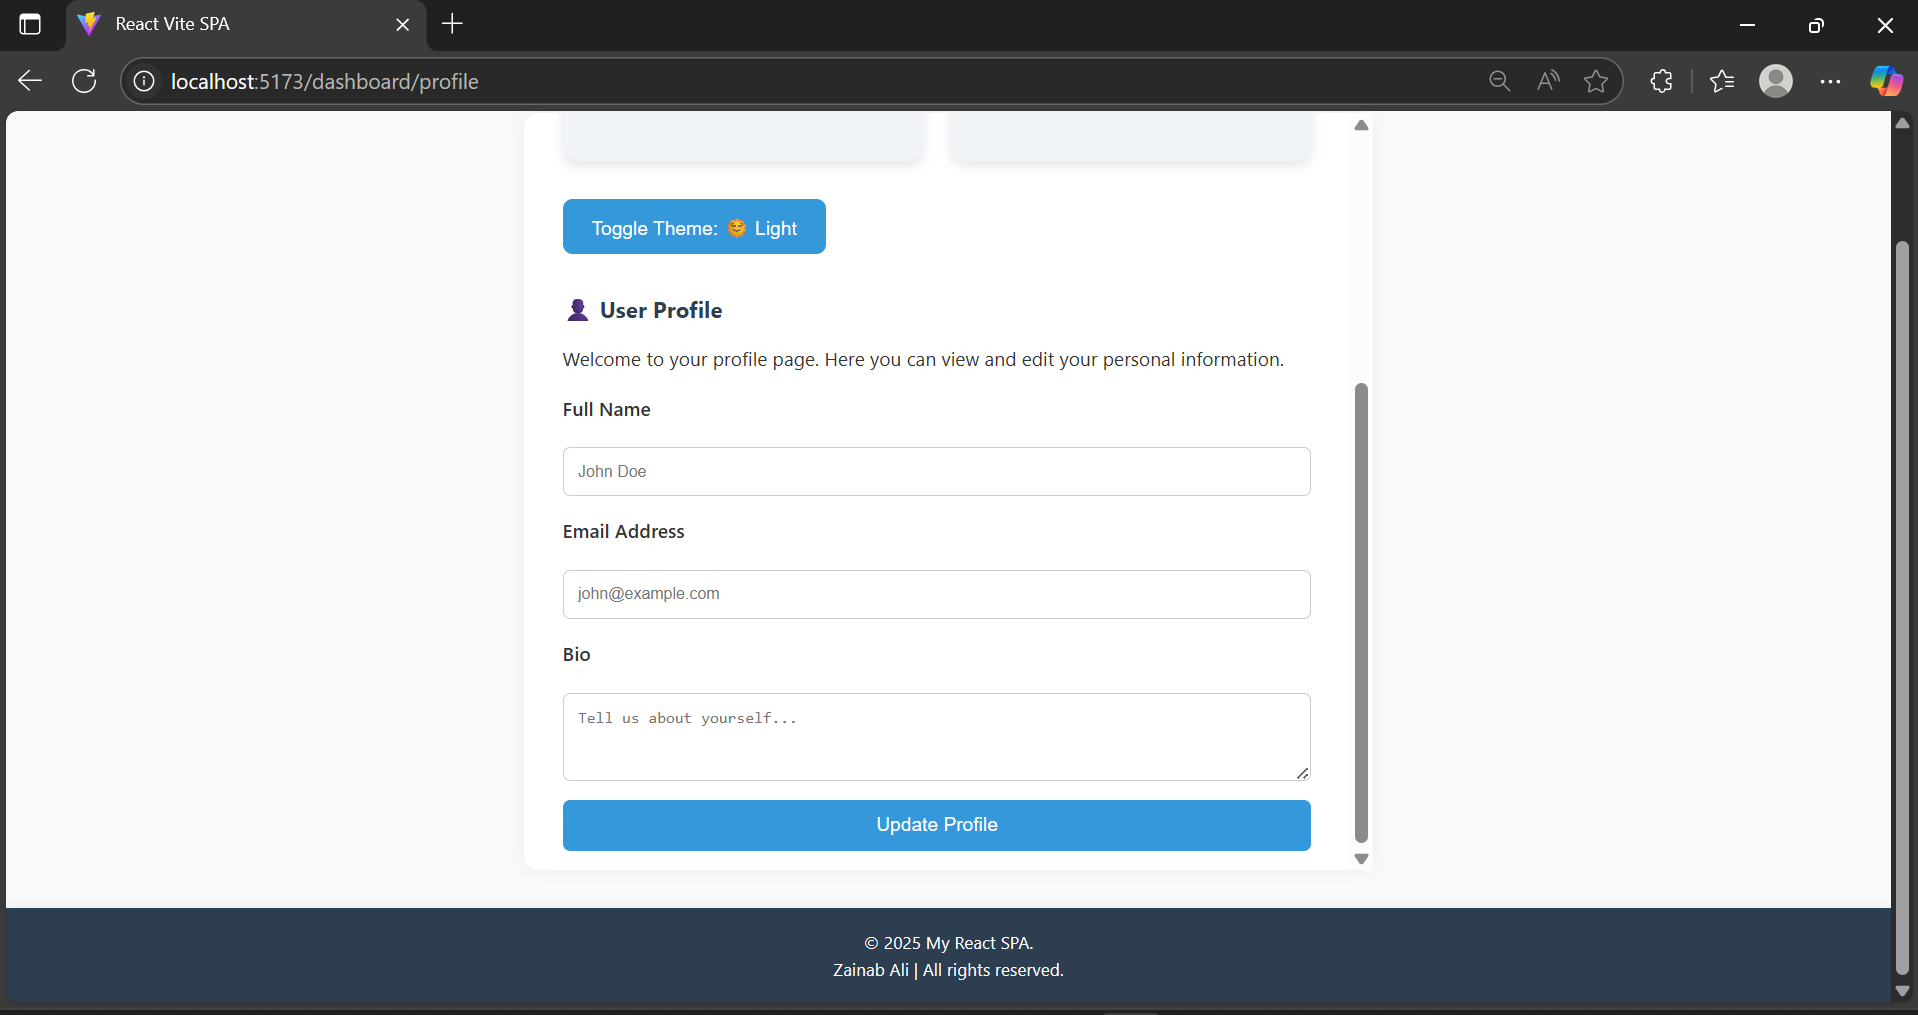 React Vite SPA
localhost:5173/dashboard/profile
Toggle Theme: 🌞 Light
👤 User Profile
Welcome to your profile page. Here you can view and edit your personal information.
Full Name
John Doe
Email Address
john@example.com
Bio
Tell us about yourself...
Update Profile
© 2025 My React SPA.
Zainab Ali | All rights reserved.